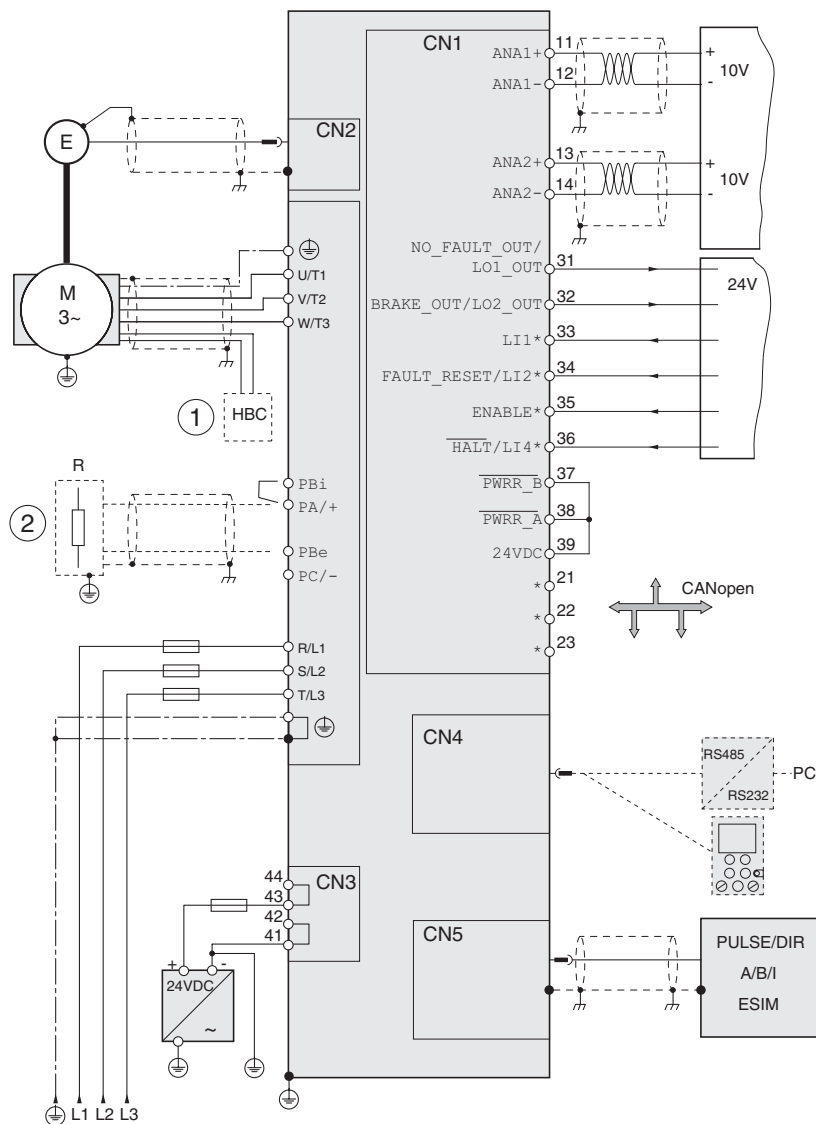 CN1
ANA1+ 11
ANA1- 12
+
10V
-
ANA2+ 13
ANA2- 14
+
10V
-
E
CN2
M
3~
U/T1
V/T2
W/T3
1
HBC
NO_FAULT_OUT/
LO1_OUT 31
BRAKE_OUT/LO2_OUT 32
LI1* 33
FAULT_RESET/LI2* 34
ENABLE* 35
HALT/LI4* 36
24V
PWRR_B 37
PWRR_A 38
24VDC 39
* 21
* 22
* 23
CANopen
2
R
PBi
PA/+
PBe
PC/-
R/L1
S/L2
T/L3
CN4
RS485
RS232
PC
CN3
44
43
42
41
+ -
24VDC
~
CN5
PULSE/DIR
A/B/I
ESIM
L1 L2 L3